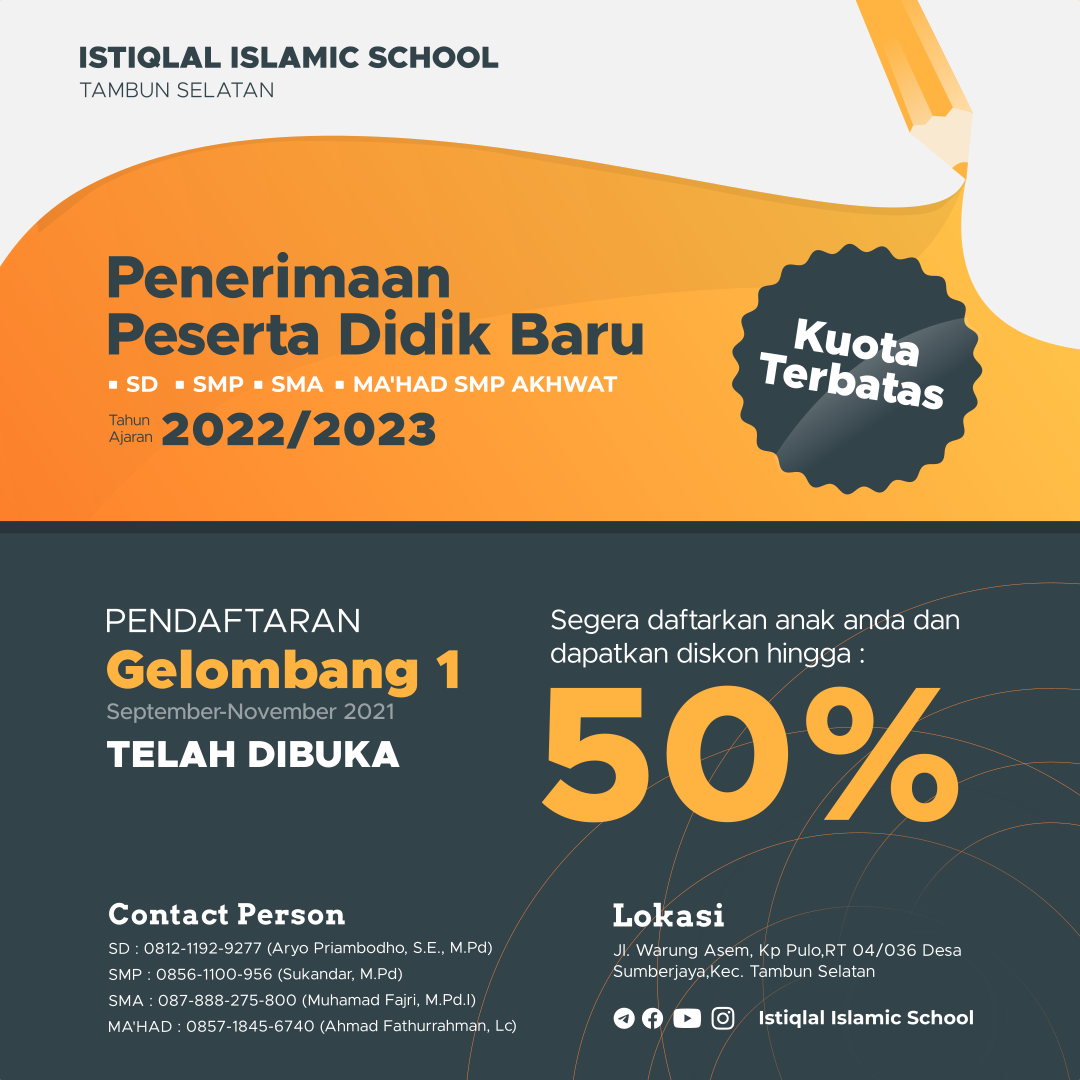 ISTIQLAL ISLAMIC SCHOOL
TAMBUN SELATAN
Penerimaan
Peserta Didik Baru
▪ SD ▪ SMP ▪ SMA ▪ MA'HAD SMP AKHWAT
Tahun
Ajaran 2022/2023
Kuota
Terbatas
PENDAFTARAN
Gelombang 1
September-November 2021
TELAH DIBUKA
Segera daftarkan anak anda dan
dapatkan diskon hingga :
50%
Contact Person
SD : 0812-1192-9277 (Aryo Priambodho, S.E., M.Pd)
SMP : 0856-1100-956 (Sukandar, M.Pd)
SMA : 087-888-275-800 (Muhamad Fajri, M.Pd.I)
MA'HAD : 0857-1845-6740 (Ahmad Fathurrahman, Lc)
Lokasi
Jl. Warung Asem, Kp Pulo,RT 04/036 Desa
Sumberjaya,Kec. Tambun Selatan
Istiqlal Islamic School